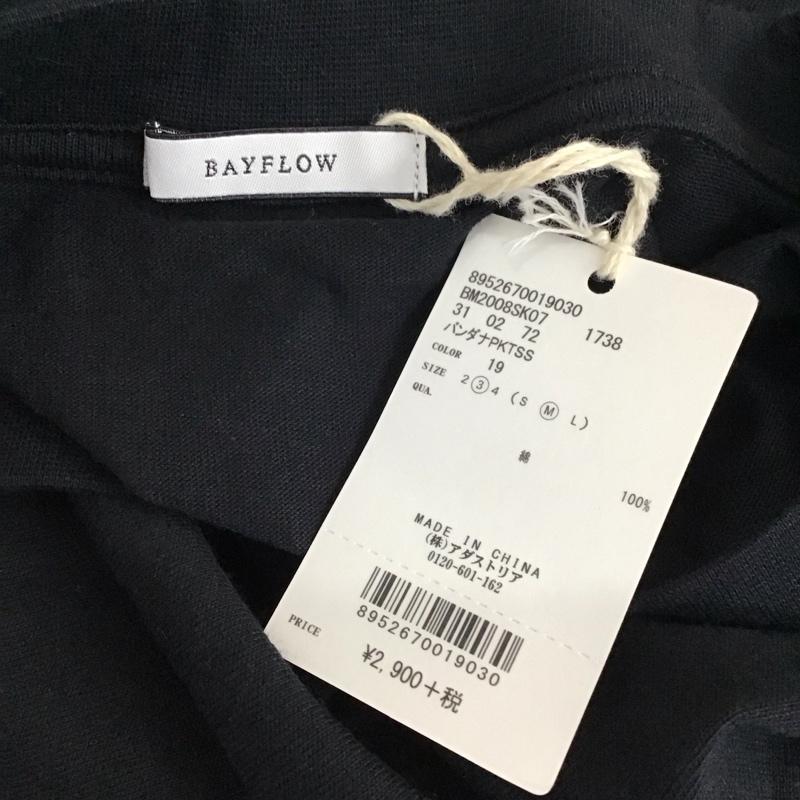 BAYFLOW
8952670019030
BM2008SK07 1738
31 02 72
バンダナPKTSS
COLOR 19
SIZE 2 ③ 4 ( S Ⓜ L )
QUA.
綿 100%
MADE IN CHINA
(株)アダストリア
0120-601-162
8952670019030
PRICE ¥2,900+税